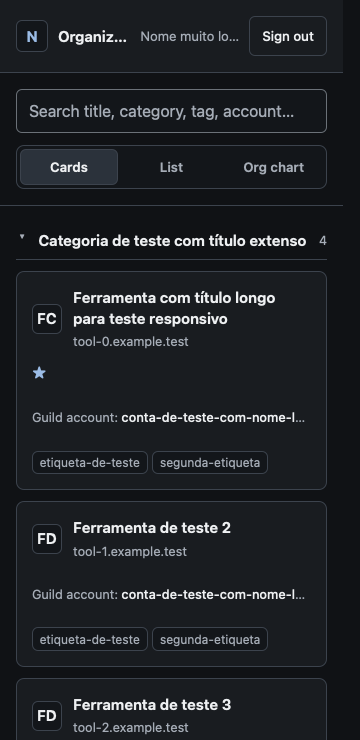 N Organiz... Nome muito lo... Sign out
Search title, category, tag, account...
Cards List Org chart
Categoria de teste com título extenso 4
FC
Ferramenta com título longo
para teste responsivo
tool-0.example.test
Guild account: conta-de-teste-com-nome-l...
etiqueta-de-teste segunda-etiqueta
FD
Ferramenta de teste 2
tool-1.example.test
Guild account: conta-de-teste-com-nome-l...
etiqueta-de-teste segunda-etiqueta
FD
Ferramenta de teste 3
tool-2.example.test